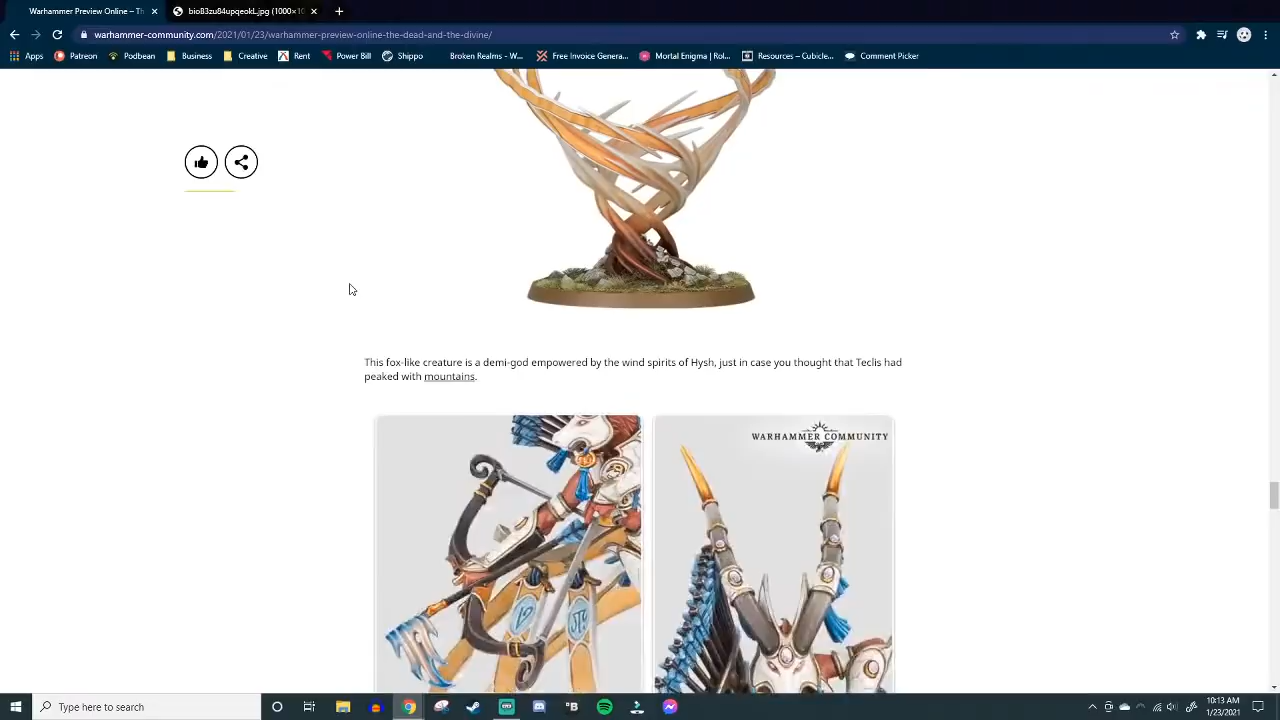 Warhammer Preview Online – Th
bio83zu84upqeokL.jpg (1000×10
warhammer-community.com/2021/01/23/warhammer-preview-online-the-dead-and-the-divine/
Apps
Patreon
Podbean
Business
Creative
Rent
Power Bill
Shippo
Broken Realms - W...
Free Invoice Genera...
Mortal Enigma | Rol...
Resources – Cubicle...
Comment Picker
This fox-like creature is a demi-god empowered by the wind spirits of Hysh, just in case you thought that Teclis had
peaked with mountains.
WARHAMMER COMMUNITY
Type here to search
10:13 AM
1/23/2021